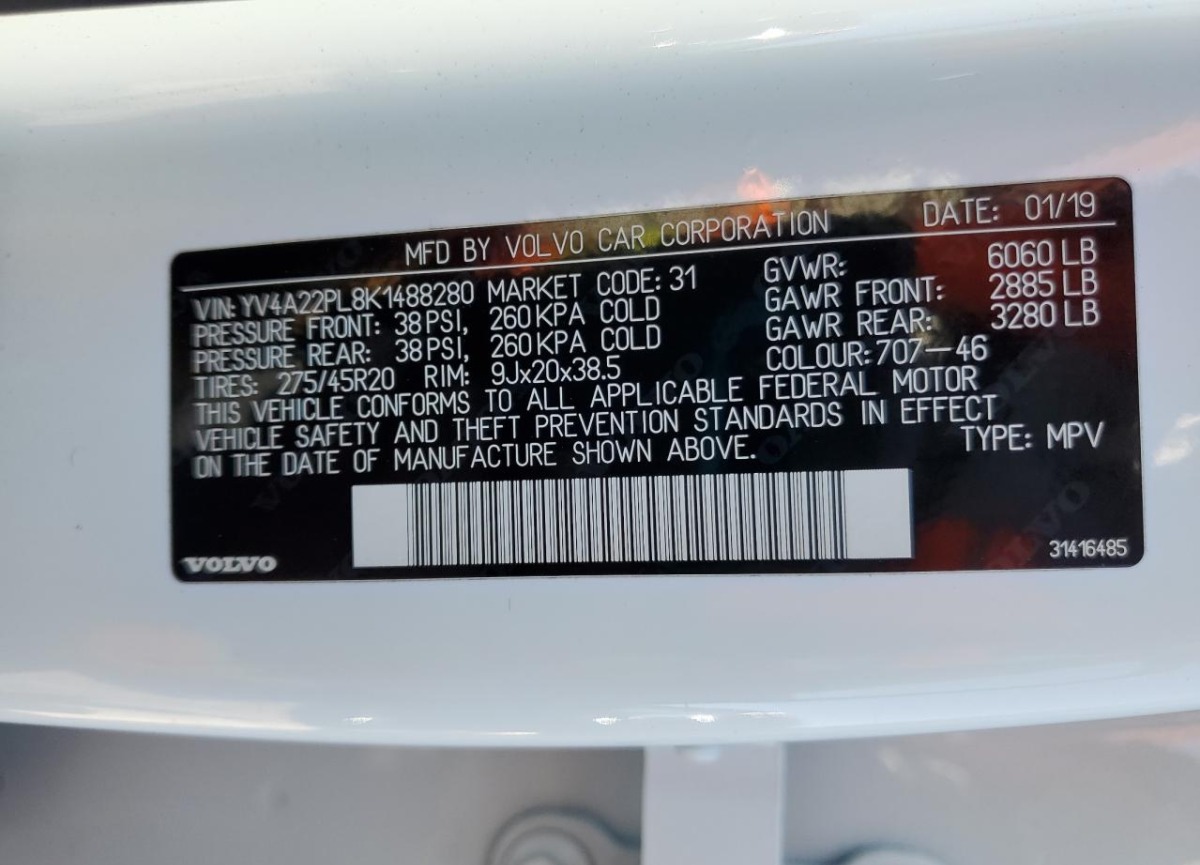 MFD BY VOLVO CAR CORPORATION DATE: 01/19
VIN: YV4A22PL8K1488280 MARKET CODE: 31 GVWR: 6060 LB
PRESSURE FRONT: 38 PSI, 260 KPA COLD GAWR FRONT: 2885 LB
PRESSURE REAR: 38 PSI, 260 KPA COLD GAWR REAR: 3280 LB
TIRES: 275/45R20 RIM: 9Jx20x38.5 COLOUR: 707-46
THIS VEHICLE CONFORMS TO ALL APPLICABLE FEDERAL MOTOR
VEHICLE SAFETY AND THEFT PREVENTION STANDARDS IN EFFECT
ON THE DATE OF MANUFACTURE SHOWN ABOVE. TYPE: MPV
VOLVO 31416485